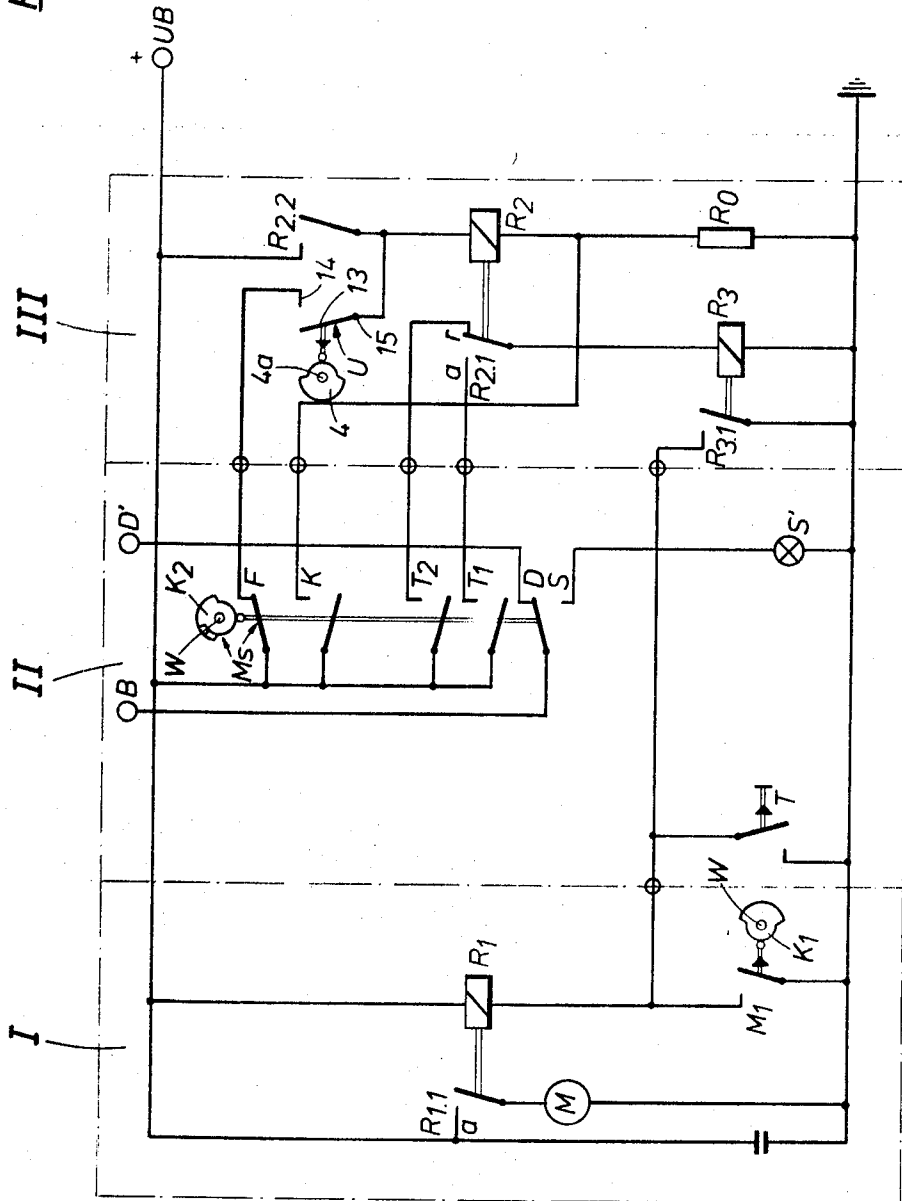 I
II
III
+ UB
B
D'
W
K2
Ms
F
K
T2
T1
D
S
4a
4
U
13
14
15
R2.2
R2
a
r
R2.1
R3
R3.1
R0
S'
T
R1
R1.1
a
M
M1
W
K1